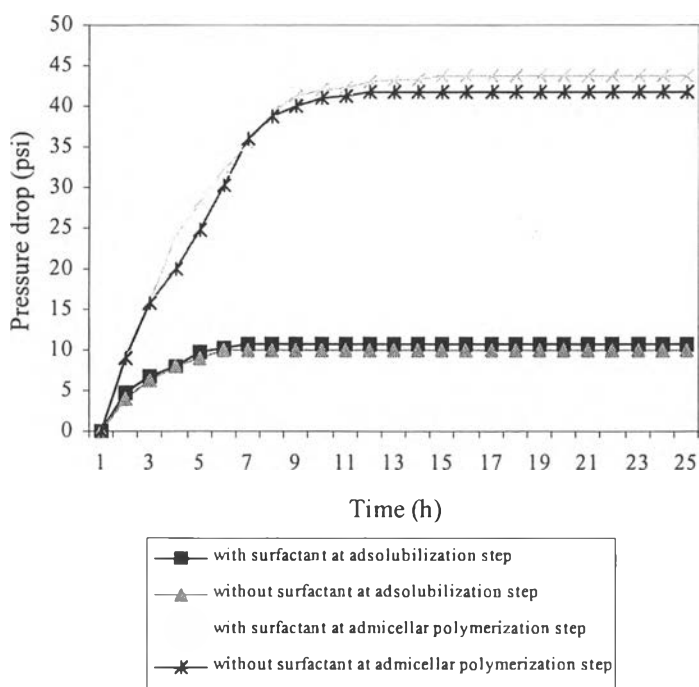 Pressure drop (psi)
50
45
40
35
30
25
20
15
10
5
0
1 3 5 7 9 11 13 15 17 19 21 23 25
Time (h)
with surfactant at adsolubilization step
without surfactant at adsolubilization step
with surfactant at admicellar polymerization step
without surfactant at admicellar polymerization step